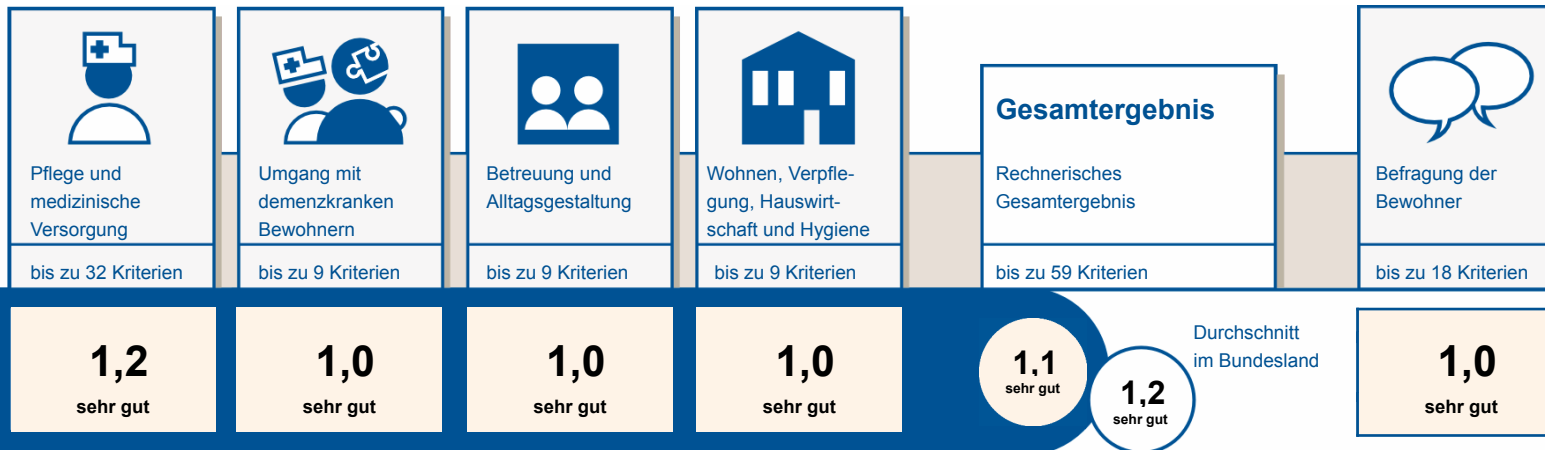 Pflege und
medizinische
Versorgung
bis zu 32 Kriterien
1,2
sehr gut
Umgang mit
demenzkranken
Bewohnern
bis zu 9 Kriterien
1,0
sehr gut
Betreuung und
Alltagsgestaltung
bis zu 9 Kriterien
1,0
sehr gut
Wohnen, Verpfle-
gung, Hauswirt-
schaft und Hygiene
bis zu 9 Kriterien
1,0
sehr gut
Gesamtergebnis
Rechnerisches
Gesamtergebnis
bis zu 59 Kriterien
1,1
sehr gut
Durchschnitt
im Bundesland
1,2
sehr gut
Befragung der
Bewohner
bis zu 18 Kriterien
1,0
sehr gut